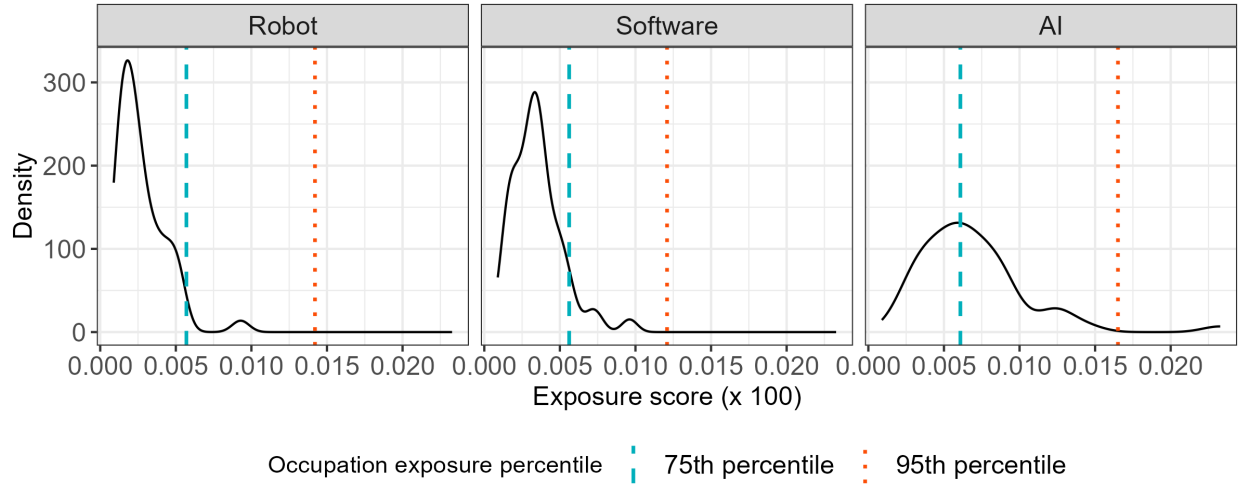 Robot
Software
AI
Density
300
200
100
0
0.000 0.005 0.010 0.015 0.020
0.000 0.005 0.010 0.015 0.020
0.000 0.005 0.010 0.015 0.020
Exposure score (x 100)
Occupation exposure percentile 75th percentile 95th percentile